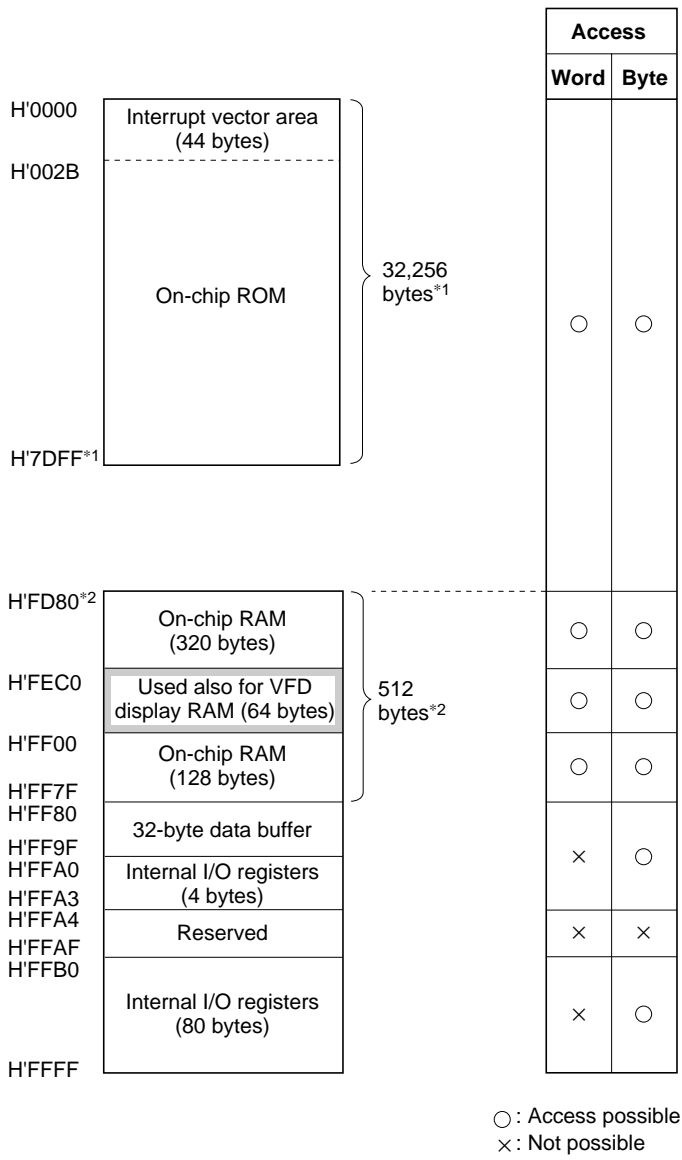 Access
Word Byte
H'0000
Interrupt vector area
(44 bytes)
H'002B
On-chip ROM
32,256
bytes*1
○ ○
H'7DFF*1
H'FD80*2
On-chip RAM
(320 bytes)
○ ○
H'FEC0
Used also for VFD
display RAM (64 bytes)
512
bytes*2
○ ○
H'FF00
On-chip RAM
(128 bytes)
○ ○
H'FF7F
H'FF80
32-byte data buffer
H'FF9F
× ○
H'FFA0
Internal I/O registers
(4 bytes)
H'FFA3
H'FFA4
Reserved
× ×
H'FFAF
H'FFB0
Internal I/O registers
(80 bytes)
× ○
H'FFFF
○ : Access possible
× : Not possible